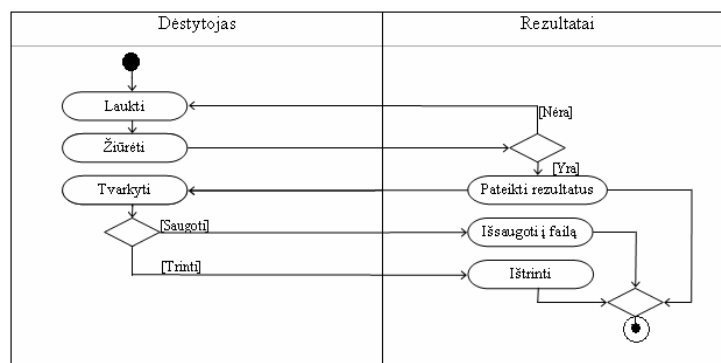 Dėstytojas
Rezultatai
Laukti
[Nėra]
Žiūrėti
[Yra]
Tvarkyti
Pateikti rezultatus
[Saugoti]
Išsaugoti į failą
[Trinti]
Ištrinti